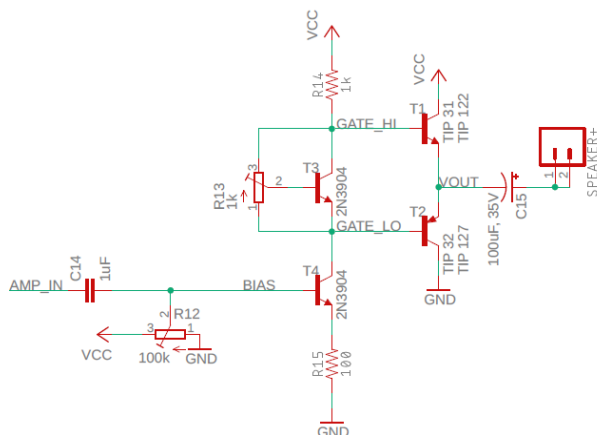 VCC
R14
1k
VCC
T1
TIP 31
TIP 122
GATE_HI
3
T3
2
R13
1k
1
2N3904
VOUT
1
2
SPEAKER+
100uF, 35V
C15
T2
GATE_LO
TIP 32
TIP 127
GND
C14
1uF
T4
2N3904
AMP_IN
BIAS
2
R12
3
1
VCC
100k
GND
R15
100
GND